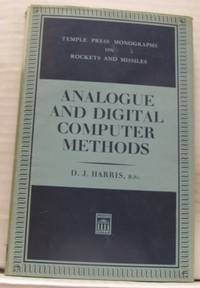 TEMPLE PRESS MONOGRAPHS
ON
ROCKETS AND MISSILES
ANALOGUE
AND DIGITAL
COMPUTER
METHODS
D. J. HARRIS, B.Sc.